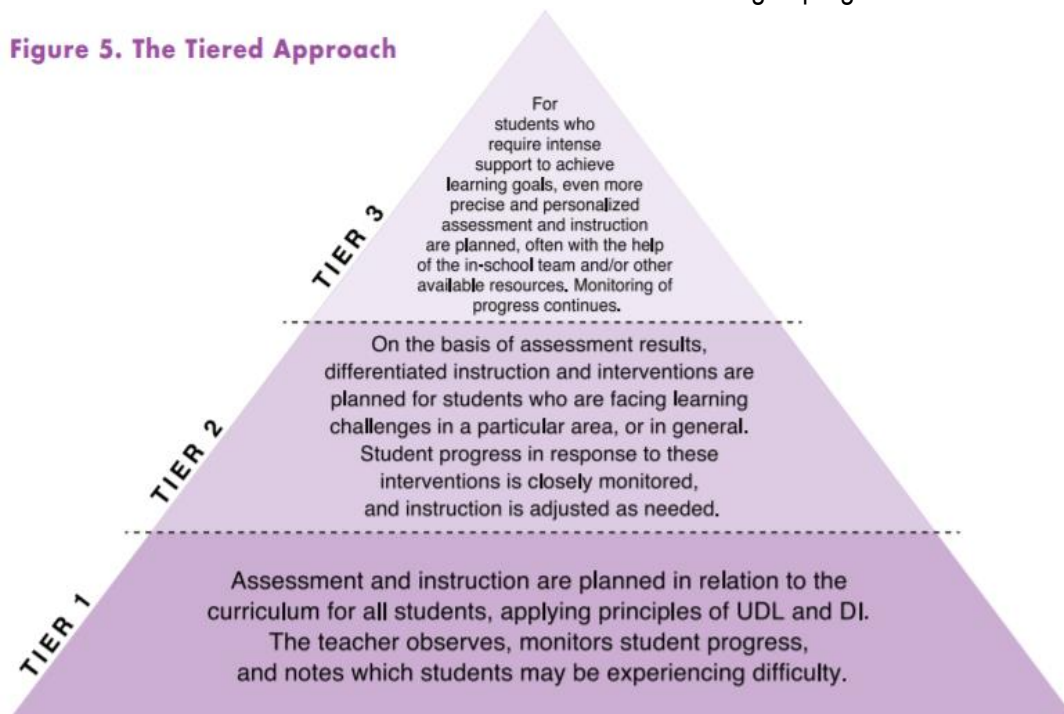 Figure 5. The Tiered Approach
For
students who
require intense
support to achieve
learning goals, even more
precise and personalized
assessment and instruction
are planned, often with the help
of the in-school team and/or other
available resources. Monitoring of
progress continues.
TIER 3
On the basis of assessment results,
differentiated instruction and interventions are
planned for students who are facing learning
challenges in a particular area, or in general.
Student progress in response to these
interventions is closely monitored,
and instruction is adjusted as needed.
TIER 2
Assessment and instruction are planned in relation to the
curriculum for all students, applying principles of UDL and DI.
The teacher observes, monitors student progress,
and notes which students may be experiencing difficulty.
TIER 1